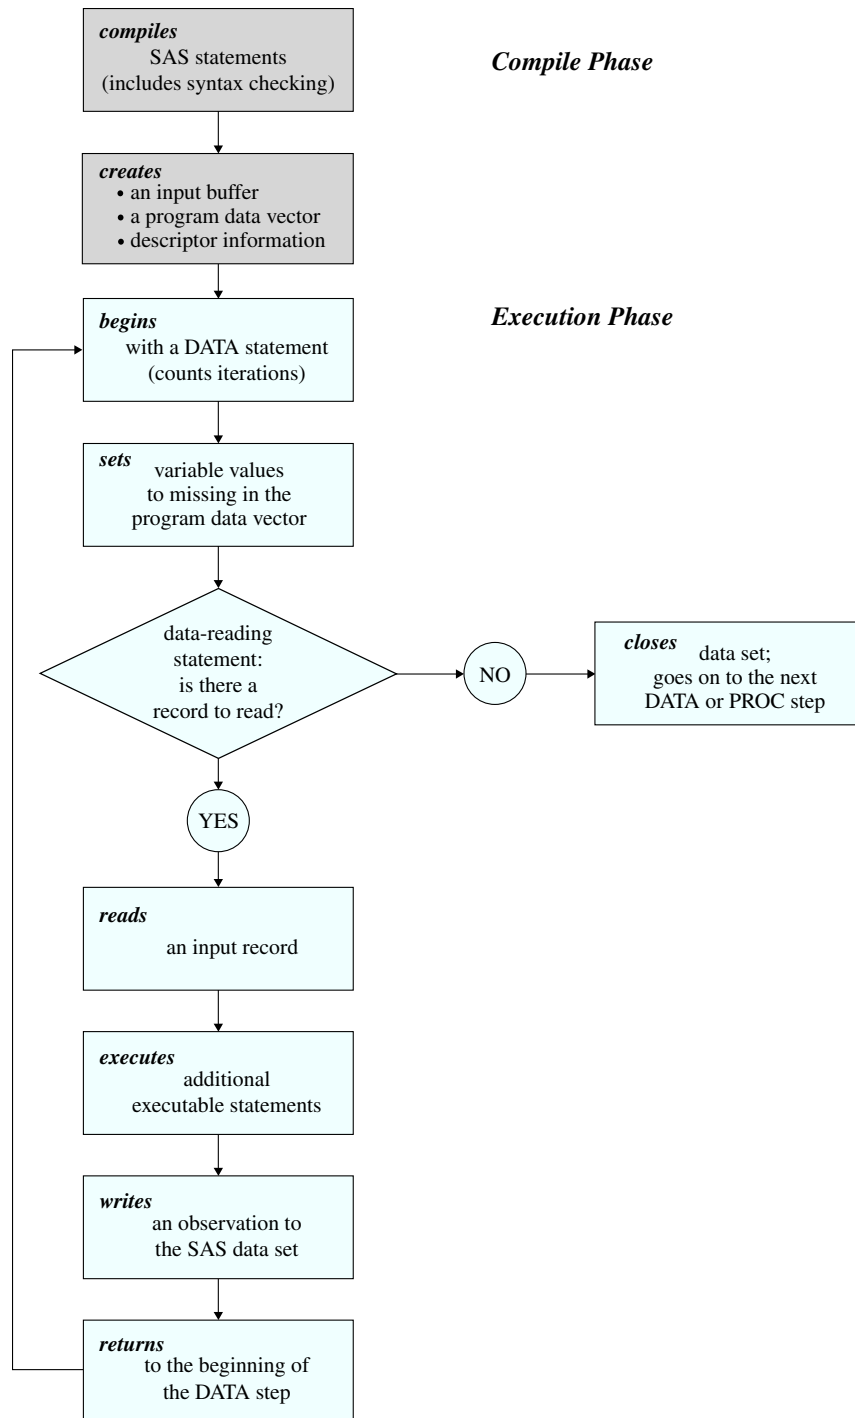 compiles
SAS statements
(includes syntax checking)
Compile Phase
creates
• an input buffer
• a program data vector
• descriptor information
begins
with a DATA statement
(counts iterations)
Execution Phase
sets variable values
to missing in the
program data vector
data-reading
statement:
is there a
record to read?
NO
closes data set;
goes on to the next
DATA or PROC step
YES
reads
an input record
executes
additional
executable statements
writes
an observation to
the SAS data set
returns
to the beginning of
the DATA step